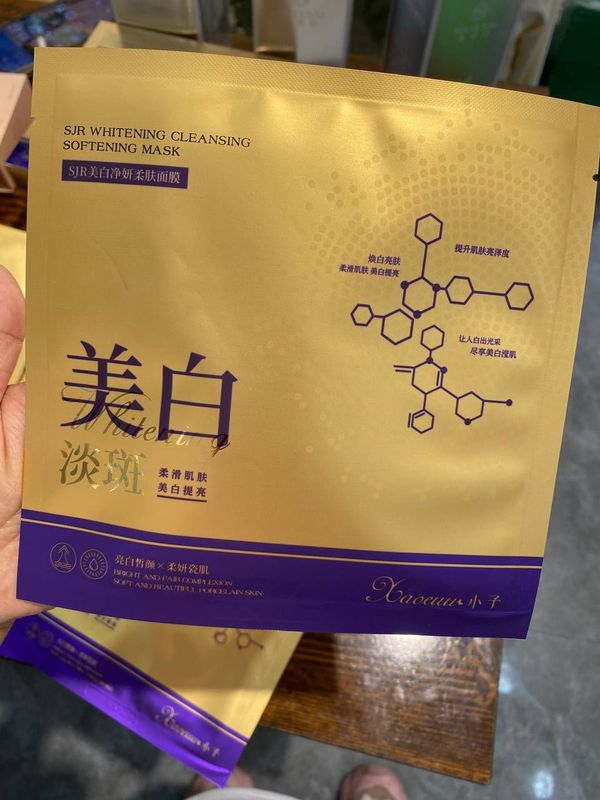 SJR WHITENING CLEANSING
SOFTENING MASK
SJR美白净妍柔肤面膜
提升肌肤亮泽度
焕白亮肤
柔滑肌肤 美白提亮
让人白出光采
尽享美白滢肌
美白
Whitening
淡斑
柔滑肌肤
美白提亮
亮白皙颜×柔妍瓷肌
BRIGHT AND FAIR COMPLEXION
SOFT AND BEAUTIFUL PORCELAIN SKIN
小子
小子